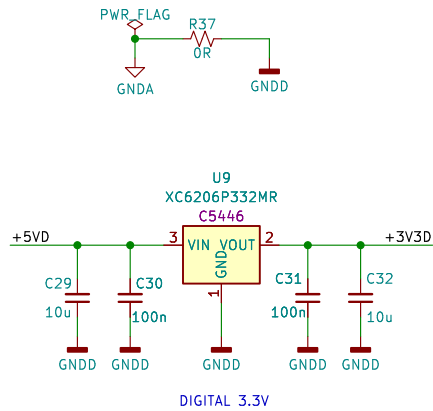 PWR_FLAG
R37
0R
GNDA
GNDD
U9
XC6206P332MR
C5446
+5VD
3
VIN
VOUT
2
+3V3D
GND
1
C29
10u
C30
100n
C31
100n
C32
10u
GNDD
GNDD
GNDD
GNDD
GNDD
DIGITAL 3.3V